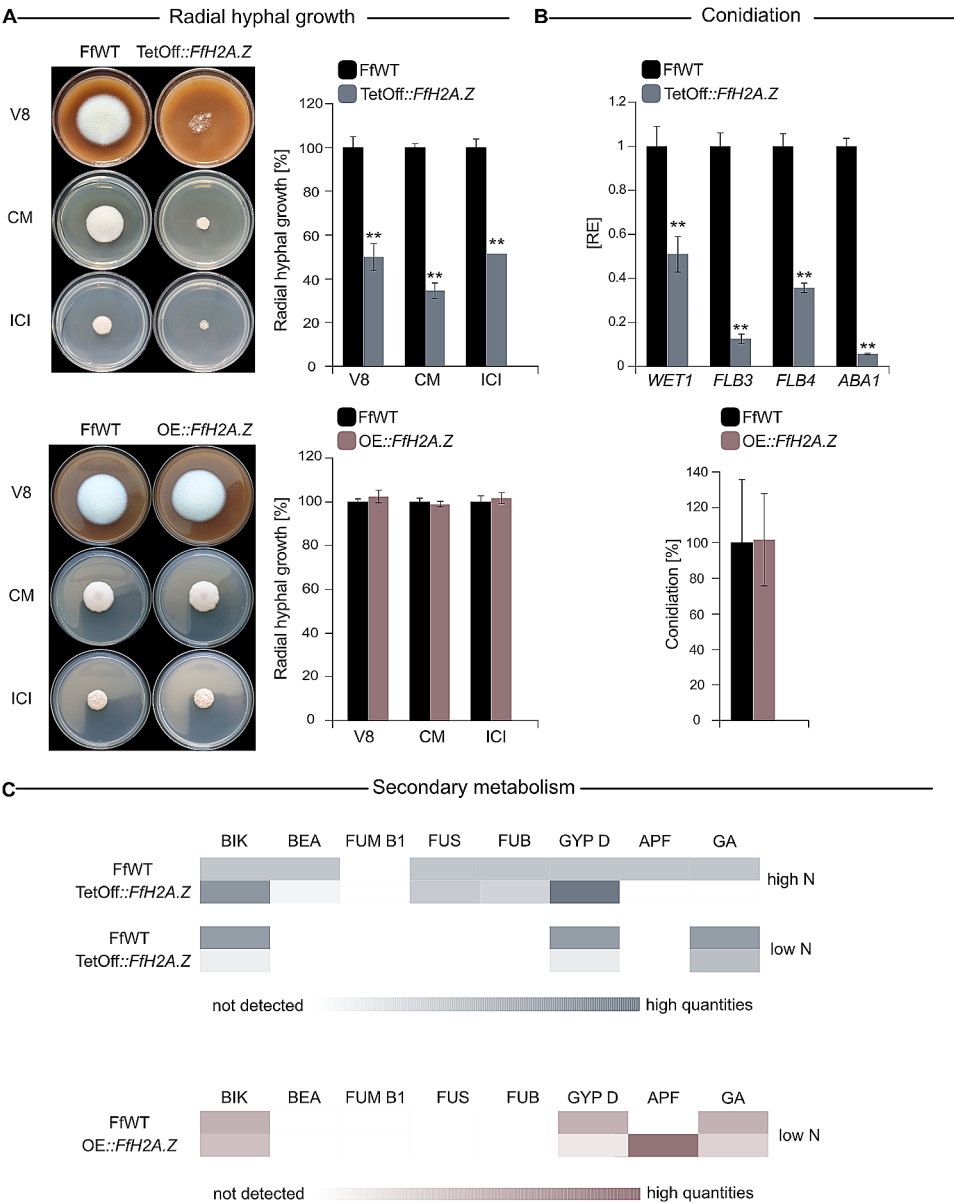 A Radial hyphal growth
FfWT TetOff::FfH2A.Z
V8
CM
ICI
FfWT
TetOff::FfH2A.Z
Radial hyphal growth [%]
120
100
80
60
40
20
0
** ** **
V8 CM ICI
B Conidiation
FfWT
TetOff::FfH2A.Z
[RE]
1.2
1
0.8
0.6
0.4
0.2
0
** ** ** **
WET1 FLB3 FLB4 ABA1
FfWT OE::FfH2A.Z
V8
CM
ICI
FfWT
OE::FfH2A.Z
Radial hyphal growth [%]
120
100
80
60
40
20
0
V8 CM ICI
FfWT
OE::FfH2A.Z
Conidiation [%]
140
120
100
80
60
40
20
0
C Secondary metabolism
BIK BEA FUM B1 FUS FUB GYP D APF GA
FfWT
TetOff::FfH2A.Z
high N
FfWT
TetOff::FfH2A.Z
low N
not detected high quantities
BIK BEA FUM B1 FUS FUB GYP D APF GA
FfWT
OE::FfH2A.Z
low N
not detected high quantities